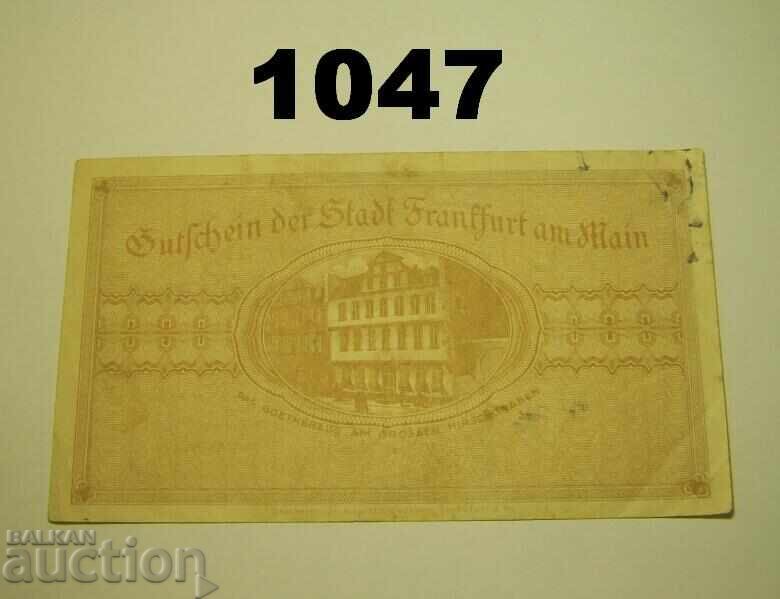 1047
Gutschein der Stadt Frankfurt am Main
DAS GOETHEHAUS AM GROSSEN HIRSCHGRABEN
BALKAN
auction